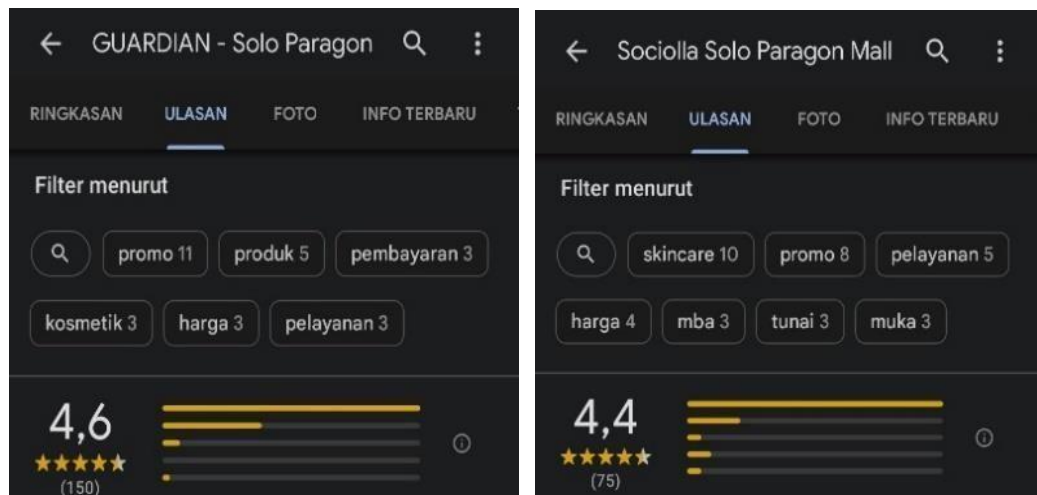 GUARDIAN - Solo Paragon
RINGKASAN ULASAN FOTO INFO TERBARU
Filter menurut
promo 11 produk 5 pembayaran 3
kosmetik 3 harga 3 pelayanan 3
4,6
(150)
Sociolla Solo Paragon Mall
RINGKASAN ULASAN FOTO INFO TERBARU
Filter menurut
skincare 10 promo 8 pelayanan 5
harga 4 mba 3 tunai 3 muka 3
4,4
(75)